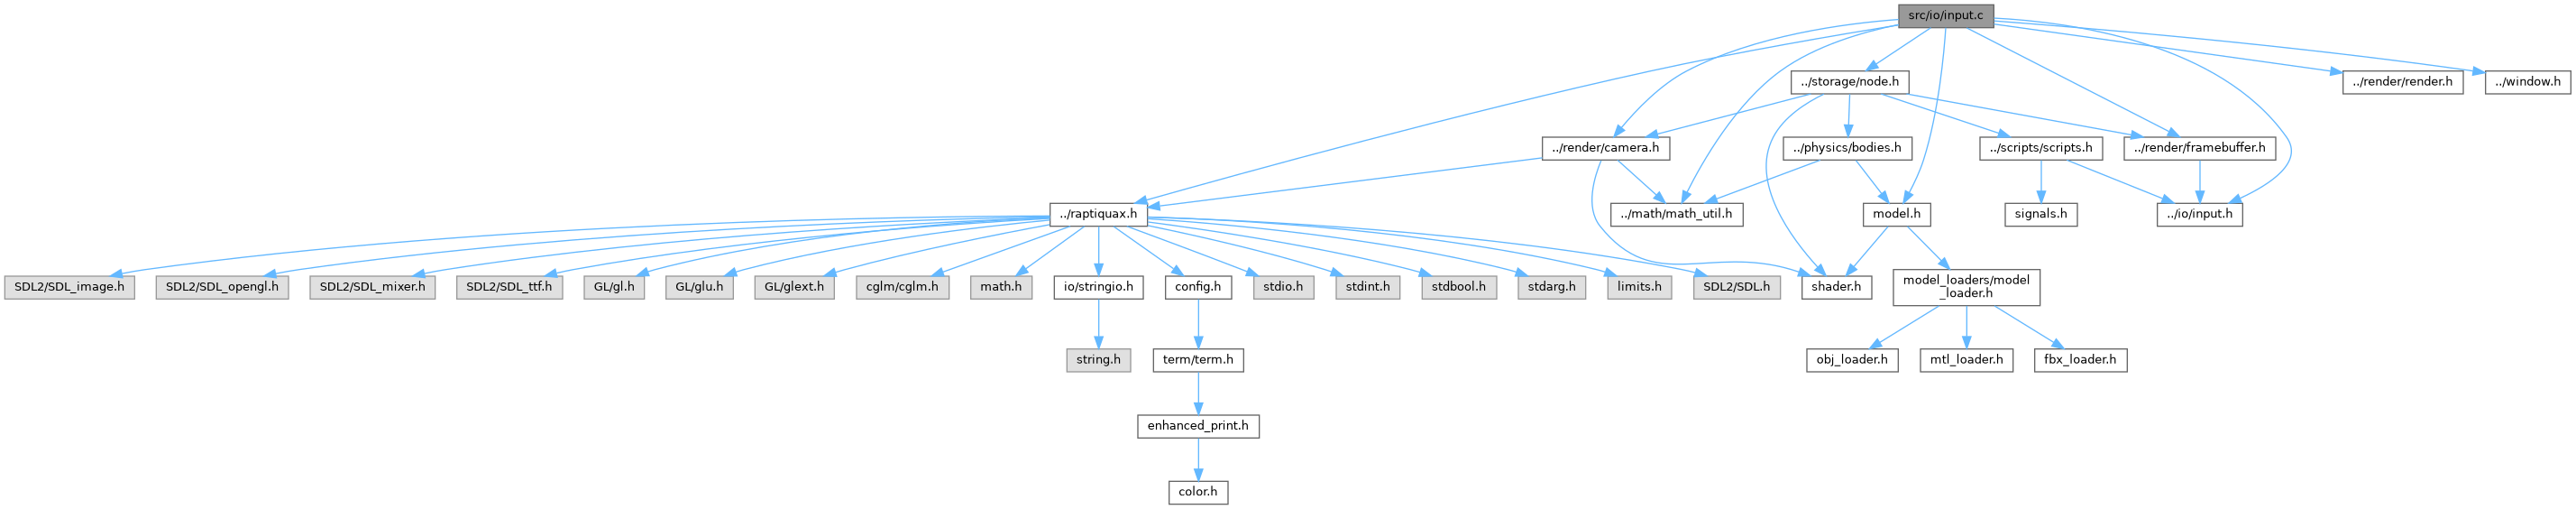 src/io/input.c
../storage/node.h
../render/render.h
../window.h
../render/camera.h
../physics/bodies.h
../scripts/scripts.h
../render/framebuffer.h
../raptiquax.h
../math/math_util.h
model.h
signals.h
../io/input.h
SDL2/SDL_image.h
SDL2/SDL_opengl.h
SDL2/SDL_mixer.h
SDL2/SDL_ttf.h
GL/gl.h
GL/glu.h
GL/glext.h
cglm/cglm.h
math.h
io/stringio.h
config.h
stdio.h
stdint.h
stdbool.h
stdarg.h
limits.h
SDL2/SDL.h
shader.h
model_loaders/model
_loader.h
string.h
term/term.h
obj_loader.h
mtl_loader.h
fbx_loader.h
enhanced_print.h
color.h